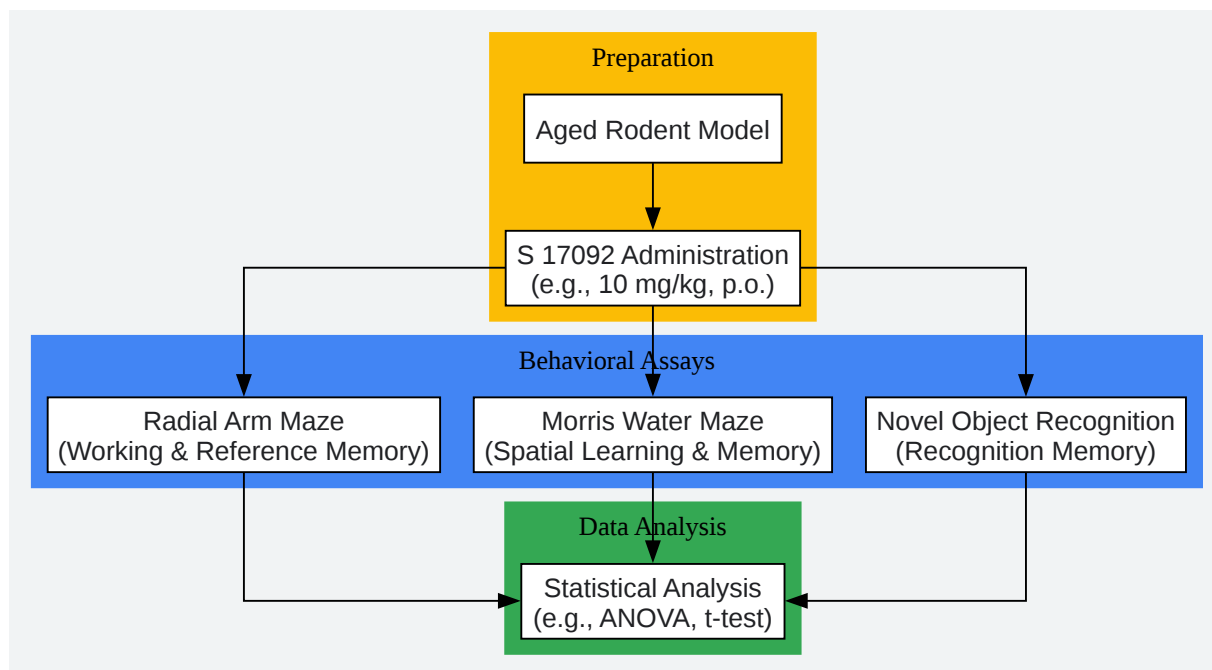 Preparation
Aged Rodent Model
S 17092 Administration
(e.g., 10 mg/kg, p.o.)
Behavioral Assays
Radial Arm Maze
(Working & Reference Memory)
Morris Water Maze
(Spatial Learning & Memory)
Novel Object Recognition
(Recognition Memory)
Data Analysis
Statistical Analysis
(e.g., ANOVA, t-test)